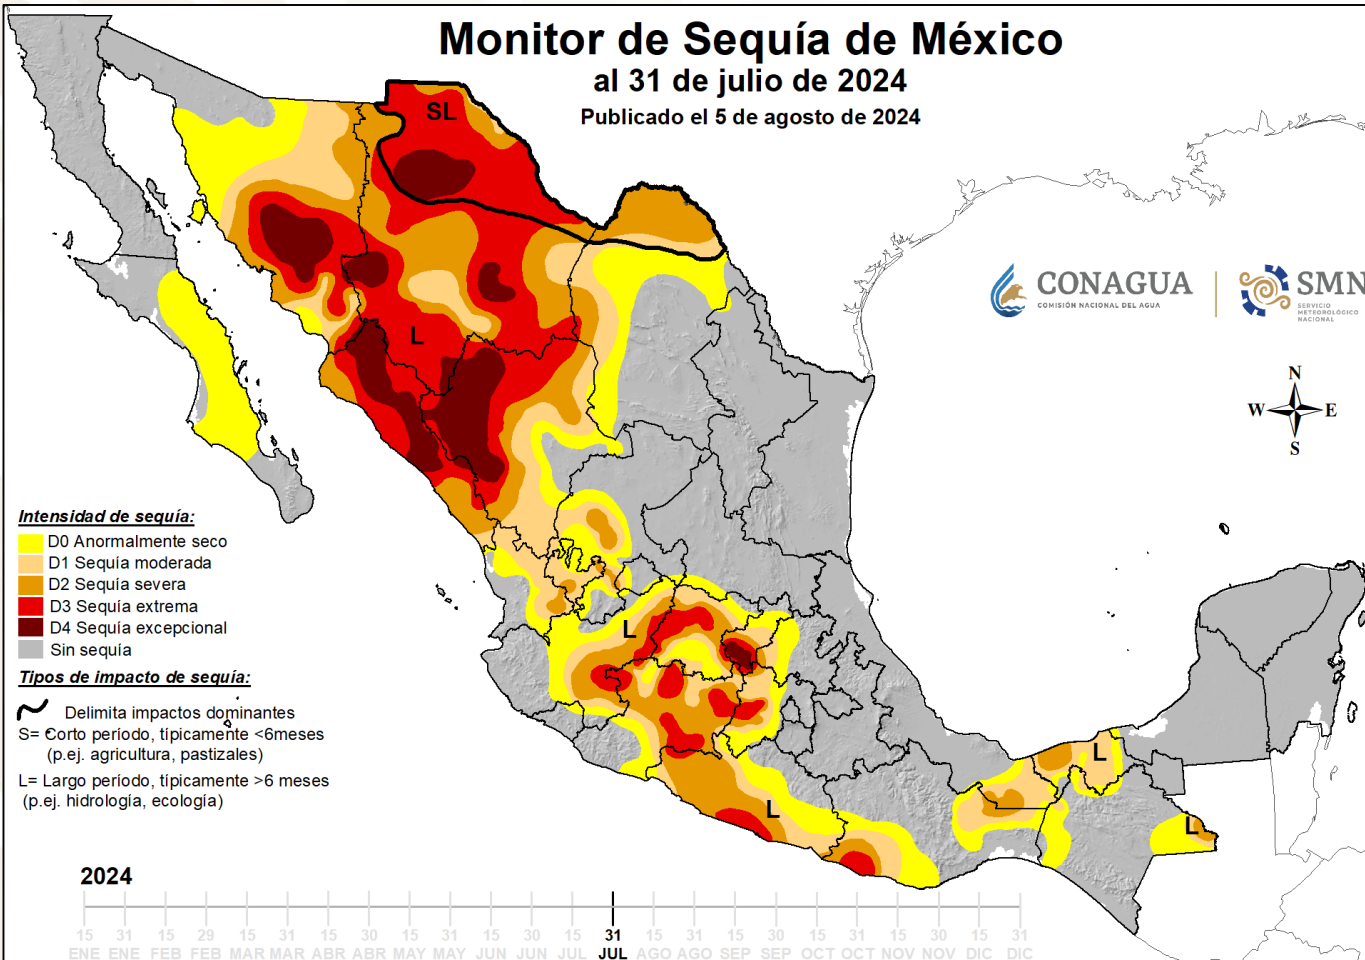 Monitor de Sequía de México
al 31 de julio de 2024
Publicado el 5 de agosto de 2024
SL
CONAGUA
COMISIÓN NACIONAL DEL AGUA
SMN
SERVICIO
METEOROLÓGICO
NACIONAL
N
W E
S
L
Intensidad de sequía:
D0 Anormalmente seco
D1 Sequía moderada
D2 Sequía severa
D3 Sequía extrema
D4 Sequía excepcional
Sin sequía
L
Tipos de impacto de sequía:
Delimita impactos dominantes
S= Corto período, típicamente <6meses
(p.ej. agricultura, pastizales)
L= Largo período, típicamente >6 meses
(p.ej. hidrología, ecología)
L
L
L
2024
15 31 15 29 15 31 15 30 15 31 15 30 15 31 15 31 15 30 15 31 15 30 15 31
ENE ENE FEB FEB MAR MAR ABR ABR MAY MAY JUN JUN JUL JUL AGO AGO SEP SEP OCT OCT NOV NOV DIC DIC